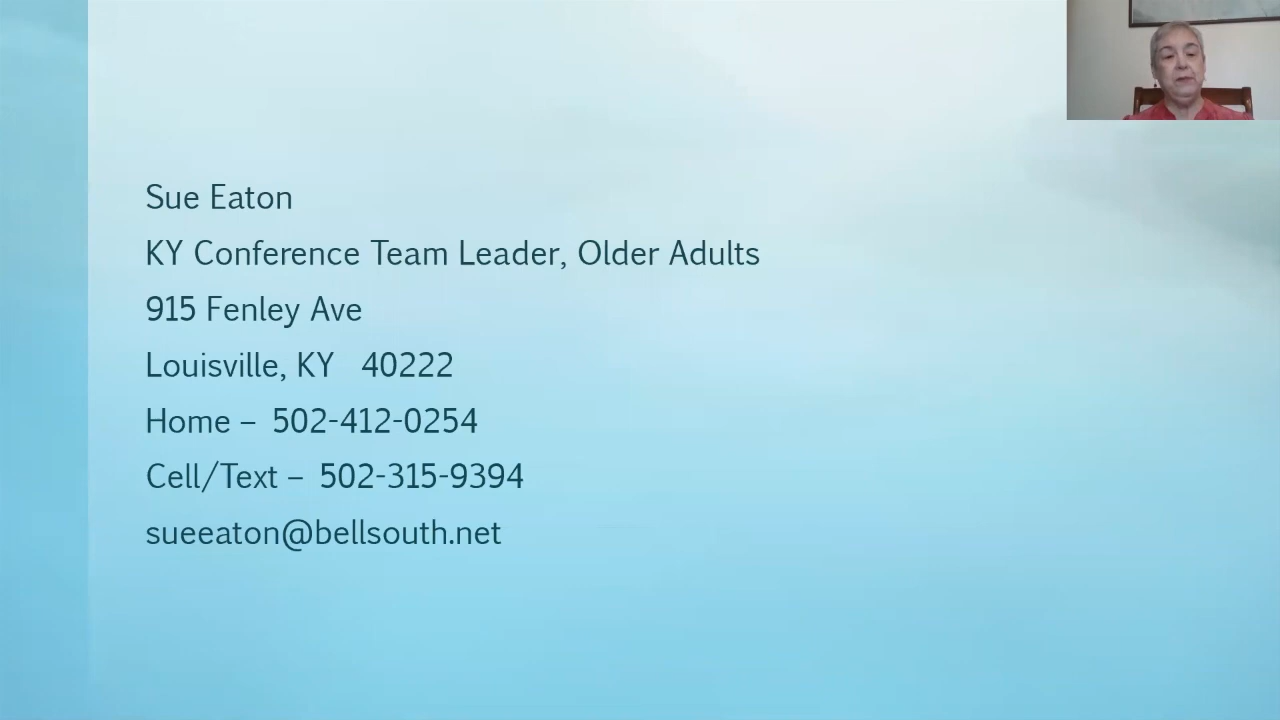 Sue Eaton
KY Conference Team Leader, Older Adults
915 Fenley Ave
Louisville, KY   40222
Home –  502-412-0254
Cell/Text –  502-315-9394
sueeaton@bellsouth.net